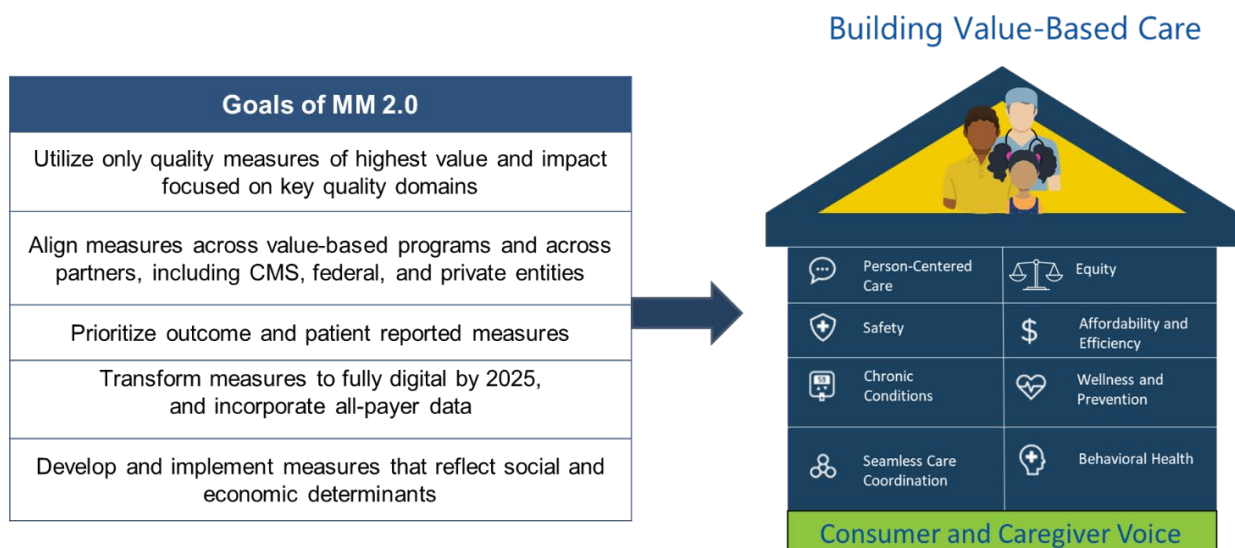 Building Value-Based Care
Goals of MM 2.0
Utilize only quality measures of highest value and impact
focused on key quality domains
Align measures across value-based programs and across
partners, including CMS, federal, and private entities
Prioritize outcome and patient reported measures
Transform measures to fully digital by 2025,
and incorporate all-payer data
Develop and implement measures that reflect social and
economic determinants
Person-Centered
Care
Equity
Safety
$
Affordability and
Efficiency
59
Chronic
Conditions
Wellness and
Prevention
Seamless Care
Coordination
Behavioral Health
Consumer and Caregiver Voice